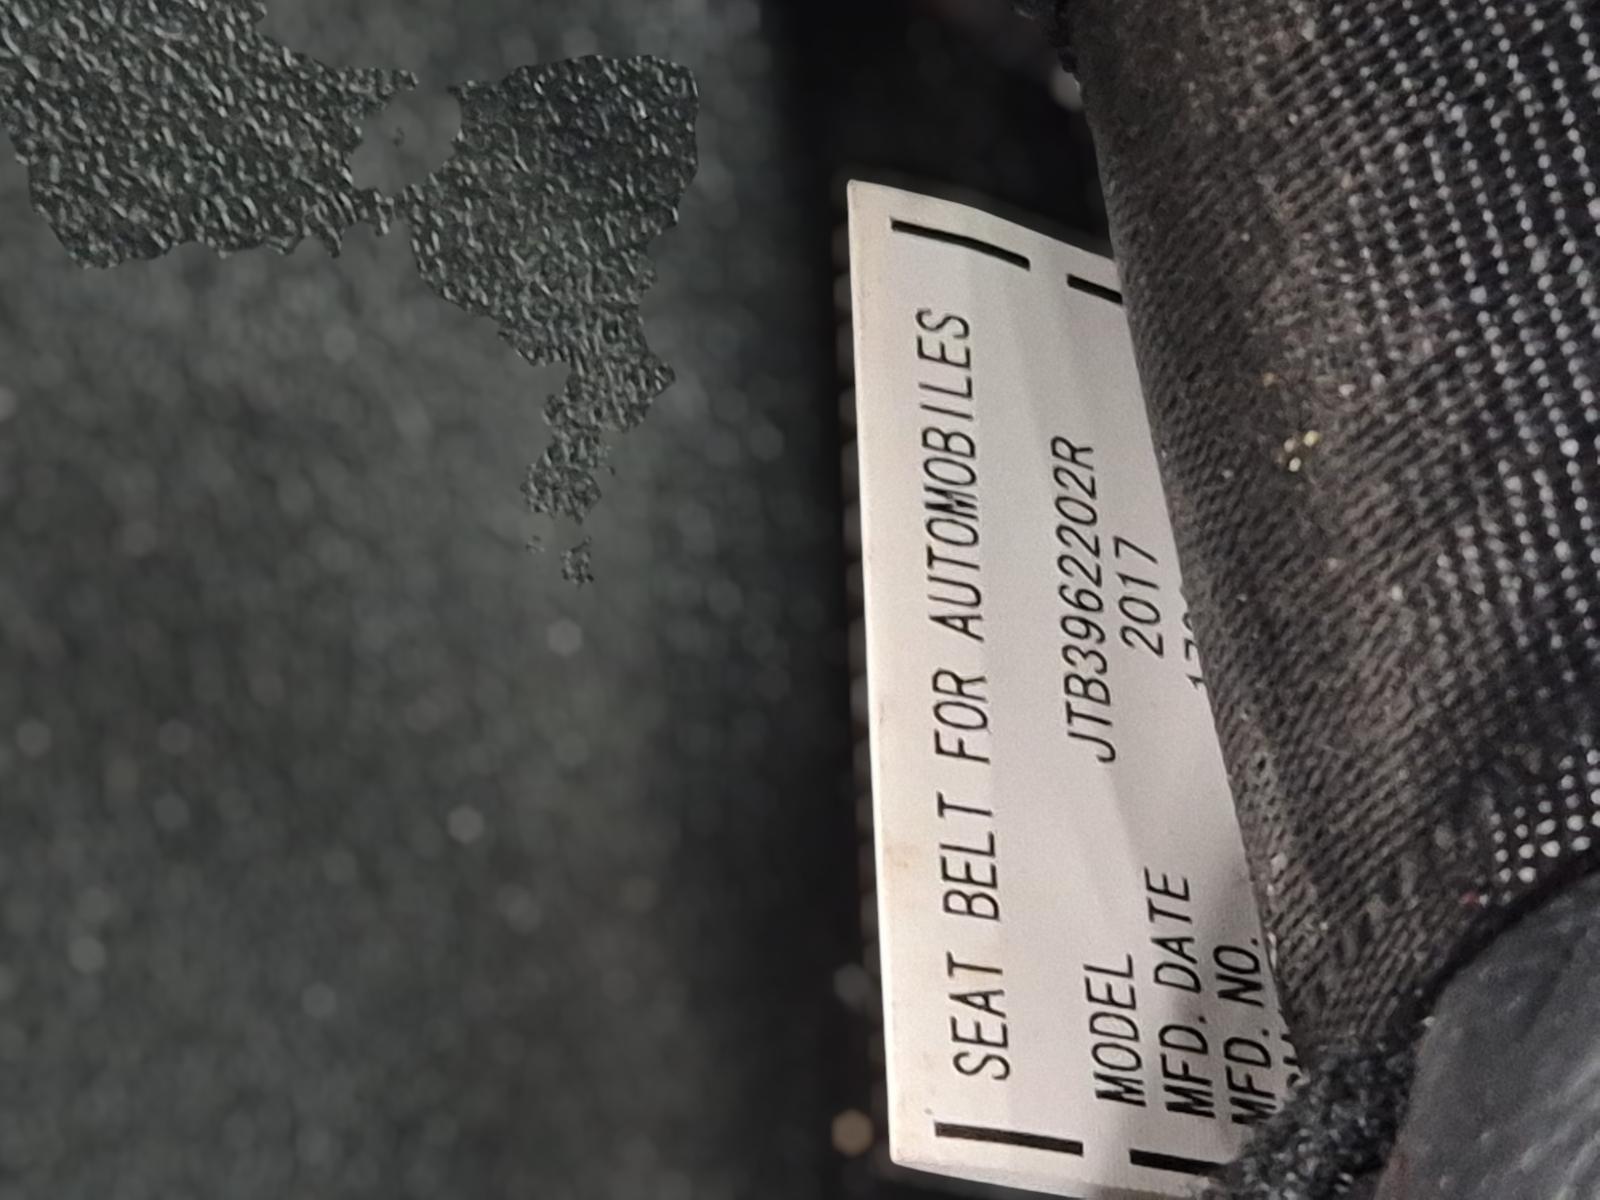 SEAT BELT FOR AUTOMOBILES
MODEL JTB3962202R
MFD. DATE 2017
MFD. NO.